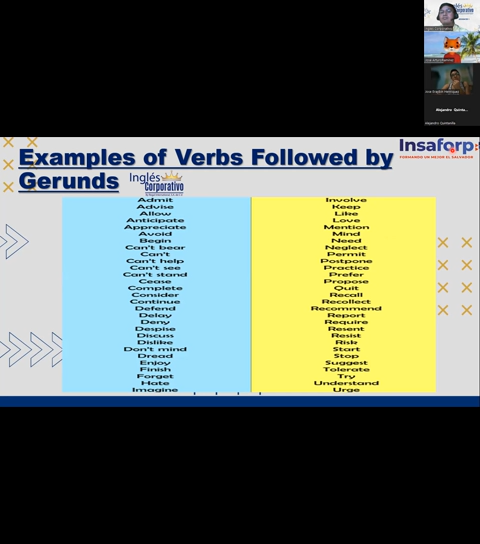 Alejandro Quinta...
Alejandro Quintanilla
Examples of Verbs Followed by
Gerunds
Inglés
Corporativo
Insaforp
FORMANDO UN MEJOR EL SALVADOR
Admit
Advise
Allow
Anticipate
Appreciate
Avoid
Begin
Can't bear
Can't
Can't help
Can't see
Can't stand
Cease
Complete
Consider
Continue
Defend
Delay
Deny
Despise
Discuss
Dislike
Don't mind
Dread
Enjoy
Finish
Forget
Hate
Imagine
Involve
Keep
Like
Love
Mention
Mind
Need
Neglect
Permit
Postpone
Practice
Prefer
Propose
Quit
Recall
Recollect
Recommend
Report
Require
Resent
Resist
Risk
Start
Stop
Suggest
Tolerate
Try
Understand
Urge